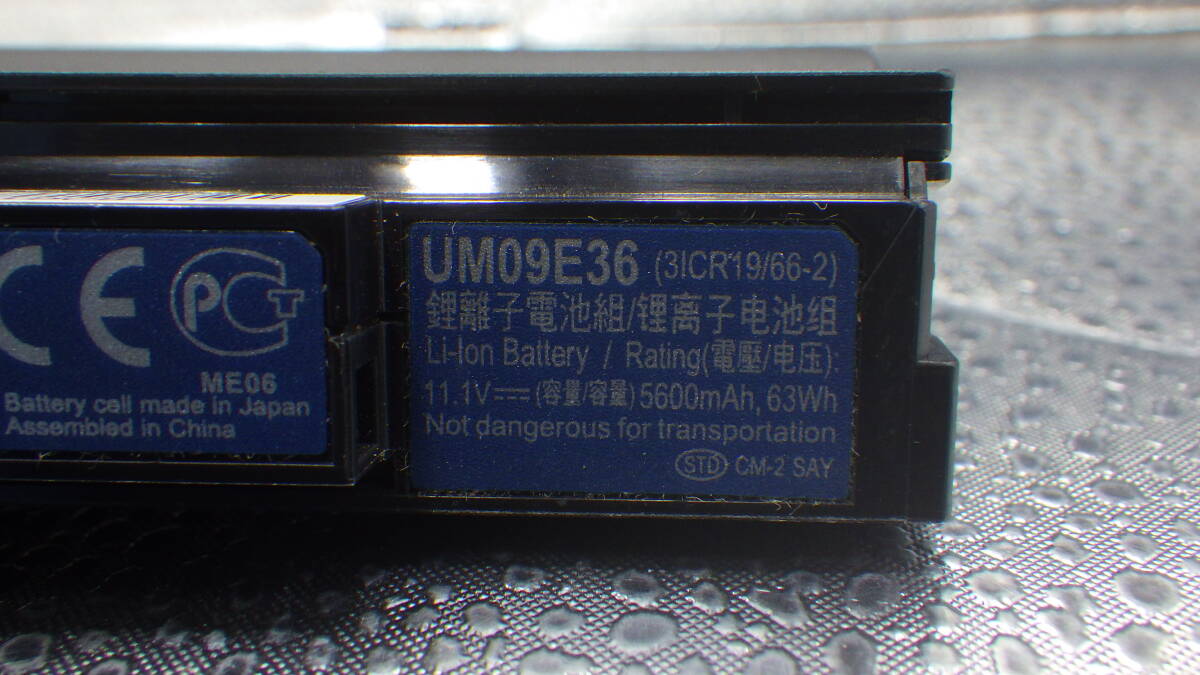 CE
PCT
ME06
Battery cell made in Japan
Assembled in China
UM09E36 (3ICR19/66-2)
鋰離子電池組/锂离子电池组
Li-Ion Battery / Rating(電壓/电压):
11.1V⎓(容量/容量) 5600mAh, 63Wh
Not dangerous for transportation
STD CM-2 SAY